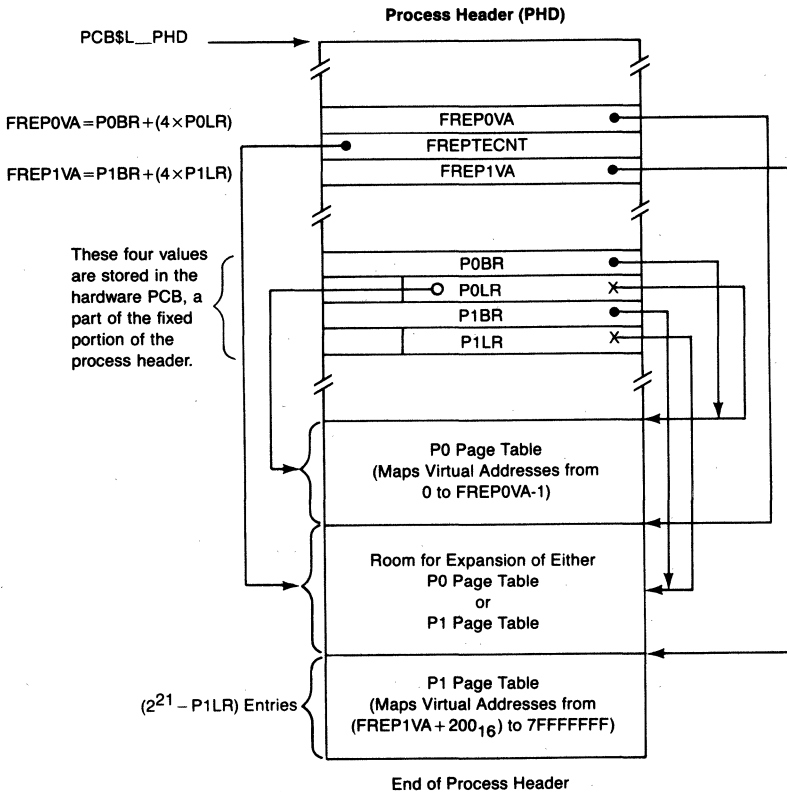 Process Header (PHD)
PCB$L__PHD
FREP0VA=P0BR+(4×P0LR)
FREP0VA
FREPTECNT
FREP1VA=P1BR+(4×P1LR)
FREP1VA
These four values
are stored in the
hardware PCB, a
part of the fixed
portion of the
process header.
P0BR
P0LR
P1BR
P1LR
P0 Page Table
(Maps Virtual Addresses from
0 to FREP0VA-1)
Room for Expansion of Either
P0 Page Table
or
P1 Page Table
(2^21 − P1LR) Entries
P1 Page Table
(Maps Virtual Addresses from
(FREP1VA+200₁₆) to 7FFFFFFF)
End of Process Header